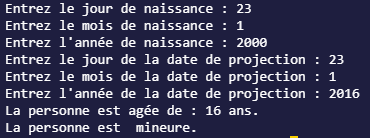 Entrez le jour de naissance : 23
Entrez le mois de naissance : 1
Entrez l'année de naissance : 2000
Entrez le jour de la date de projection : 23
Entrez le mois de la date de projection : 1
Entrez l'année de la date de projection : 2016
La personne est agée de : 16 ans.
La personne est  mineure.